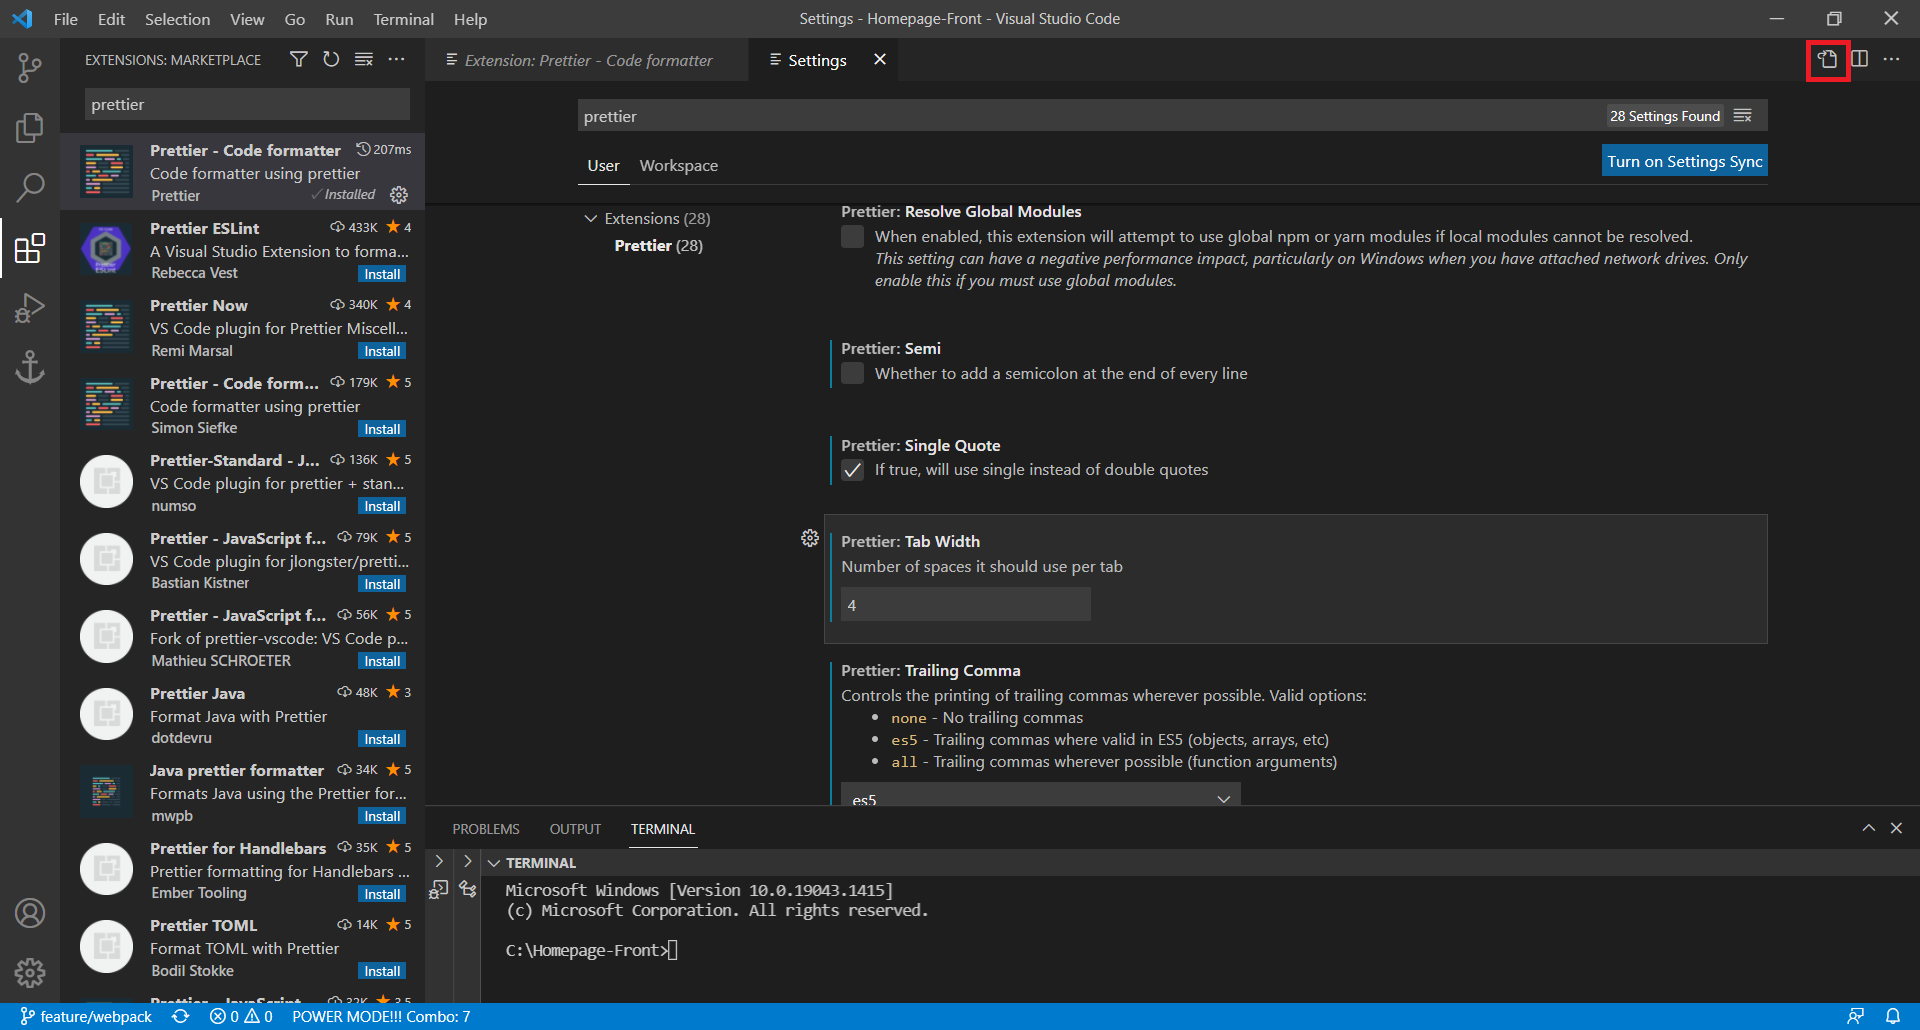 File Edit Selection View Go Run Terminal Help
Settings - Homepage-Front - Visual Studio Code
EXTENSIONS: MARKETPLACE
prettier
Prettier - Code formatter 207ms
Code formatter using prettier
Prettier Installed
Prettier ESLint 433K 4
A Visual Studio Extension to forma...
Rebecca Vest Install
Prettier Now 340K 4
VS Code plugin for Prettier Miscell...
Remi Marsal Install
Prettier - Code form... 179K 5
Code formatter using prettier
Simon Siefke Install
Prettier-Standard - J... 136K 5
VS Code plugin for prettier + stan...
numso Install
Prettier - JavaScript f... 79K 5
VS Code plugin for jlongster/pretti...
Bastian Kistner Install
Prettier - JavaScript f... 56K 5
Fork of prettier-vscode: VS Code p...
Mathieu SCHROETER Install
Prettier Java 48K 3
Format Java with Prettier
dotdevru Install
Java prettier formatter 34K 5
Formats Java using the Prettier for...
mwpb Install
Prettier for Handlebars 35K 5
Prettier formatting for Handlebars ...
Ember Tooling Install
Prettier TOML 14K 5
Format TOML with Prettier
Bodil Stokke Install
Prettier - JavaScript 32K 3.5
Extension: Prettier - Code formatter
Settings
prettier
28 Settings Found
User Workspace
Turn on Settings Sync
Extensions (28)
Prettier (28)
Prettier: Resolve Global Modules
When enabled, this extension will attempt to use global npm or yarn modules if local modules cannot be resolved.
This setting can have a negative performance impact, particularly on Windows when you have attached network drives. Only
enable this if you must use global modules.
Prettier: Semi
Whether to add a semicolon at the end of every line
Prettier: Single Quote
If true, will use single instead of double quotes
Prettier: Tab Width
Number of spaces it should use per tab
4
Prettier: Trailing Comma
Controls the printing of trailing commas wherever possible. Valid options:
• none - No trailing commas
• es5 - Trailing commas where valid in ES5 (objects, arrays, etc)
• all - Trailing commas wherever possible (function arguments)
es5
PROBLEMS OUTPUT TERMINAL
TERMINAL
Microsoft Windows [Version 10.0.19043.1415]
(c) Microsoft Corporation. All rights reserved.
C:\Homepage-Front>
feature/webpack 0 0 POWER MODE!!! Combo: 7